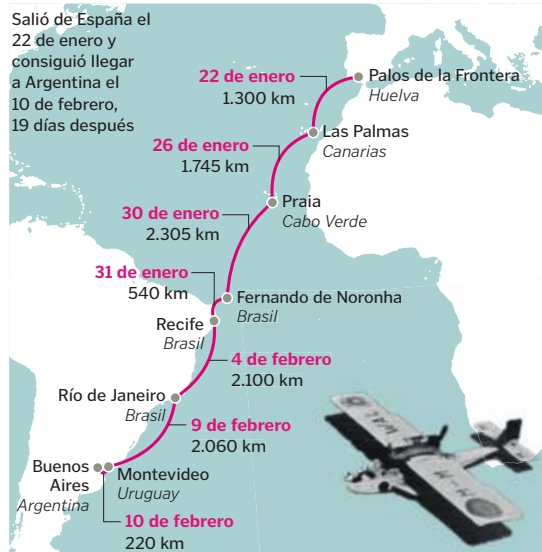 Salió de España el
22 de enero y
consiguió llegar
a Argentina el
10 de febrero,
19 días después
22 de enero
1.300 km
Palos de la Frontera
Huelva
Las Palmas
Canarias
26 de enero
1.745 km
Praia
Cabo Verde
30 de enero
2.305 km
31 de enero
540 km
Fernando de Noronha
Brasil
Recife
Brasil
4 de febrero
2.100 km
Río de Janeiro
Brasil
9 de febrero
2.060 km
Buenos
Aires
Argentina
Montevideo
Uruguay
10 de febrero
220 km
M-M
WAL